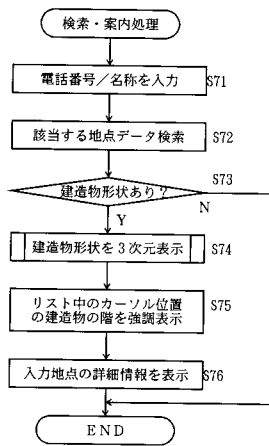 検索・案内処理
電話番号／名称を入力 S71
該当する地点データ検索 S72
建造物形状あり？ S73
N
Y
建造物形状を３次元表示 S74
リスト中のカーソル位置
の建造物の階を強調表示 S75
入力地点の詳細情報を表示 S76
ＥＮＤ